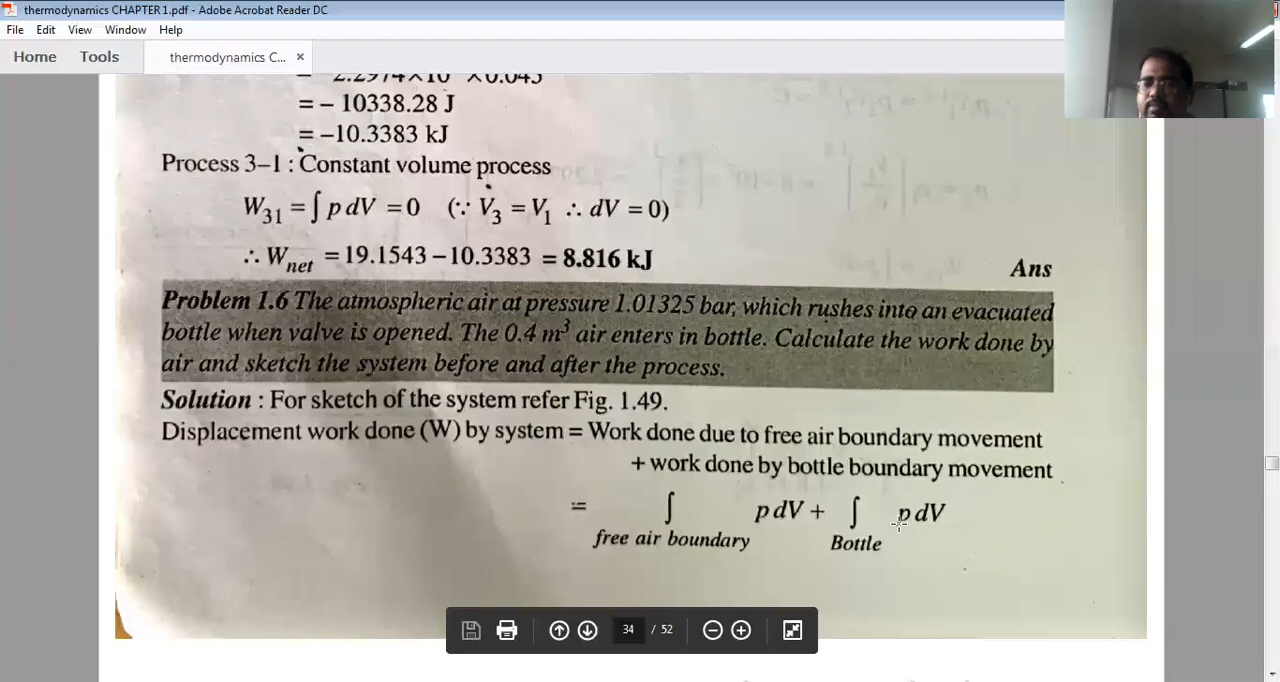 thermodynamics CHAPTER 1.pdf - Adobe Acrobat Reader DC
File Edit View Window Help
Home Tools thermodynamics C... ×
= - 10338.28 J
= -10.3383 kJ
Process 3-1 : Constant volume process
W₃₁ = ∫ p dV = 0 (∵ V₃ = V₁ ∴ dV = 0)
∴ Wₙₑₜ = 19.1543 - 10.3383 = 8.816 kJ
Ans
Problem 1.6 The atmospheric air at pressure 1.01325 bar, which rushes into an evacuated
bottle when valve is opened. The 0.4 m³ air enters in bottle. Calculate the work done by
air and sketch the system before and after the process.
Solution : For sketch of the system refer Fig. 1.49.
Displacement work done (W) by system = Work done due to free air boundary movement
+ work done by bottle boundary movement
= ∫ p dV + ∫ p dV
free air boundary Bottle
34 / 52